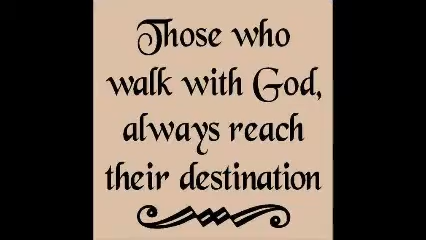 Those who
walk with God,
always reach
their destination